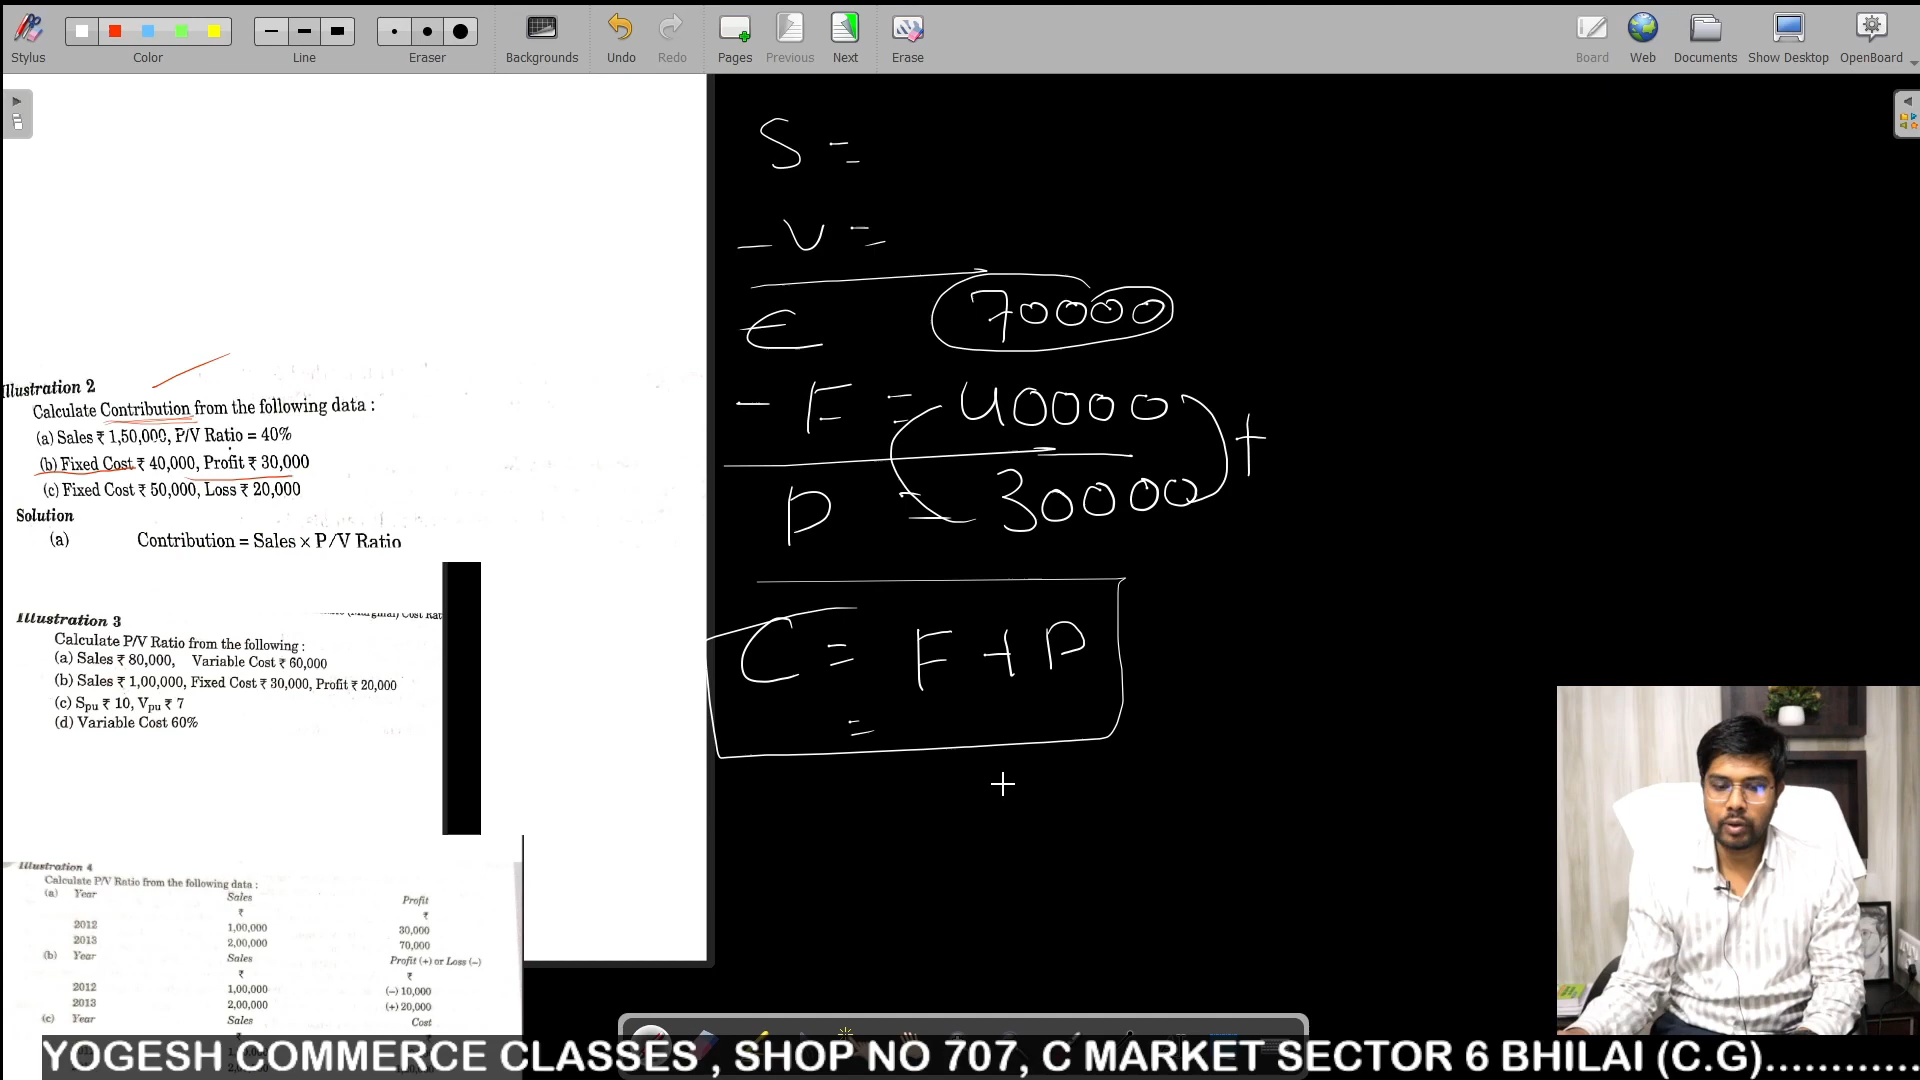 Stylus Color Line Eraser Backgrounds Undo Redo Pages Previous Next Erase Board Web Documents Show Desktop OpenBoard
Illustration 2
Calculate Contribution from the following data :
(a) Sales ₹ 1,50,000, P/V Ratio = 40%
(b) Fixed Cost ₹ 40,000, Profit ₹ 30,000
(c) Fixed Cost ₹ 50,000, Loss ₹ 20,000
Solution
(a) Contribution = Sales × P/V Ratio
(Marginal) Cost Rat
Illustration 3
Calculate P/V Ratio from the following :
(a) Sales ₹ 80,000, Variable Cost ₹ 60,000
(b) Sales ₹ 1,00,000, Fixed Cost ₹ 30,000, Profit ₹ 20,000
(c) Spu ₹ 10, Vpu ₹ 7
(d) Variable Cost 60%
Illustration 4
Calculate P/V Ratio from the following data :
(a) Year Sales Profit
₹ ₹
2012 1,00,000 30,000
2013 2,00,000 70,000
(b) Year Sales Profit (+) or Loss (–)
₹ ₹
2012 1,00,000 (–) 10,000
2013 2,00,000 (+) 20,000
(c) Year Sales Cost
S =
– V =
C 70000
– F = 40000 +
P = 30000
C = F + P
=
YOGESH COMMERCE CLASSES , SHOP NO 707, C MARKET SECTOR 6 BHILAI (C.G)............